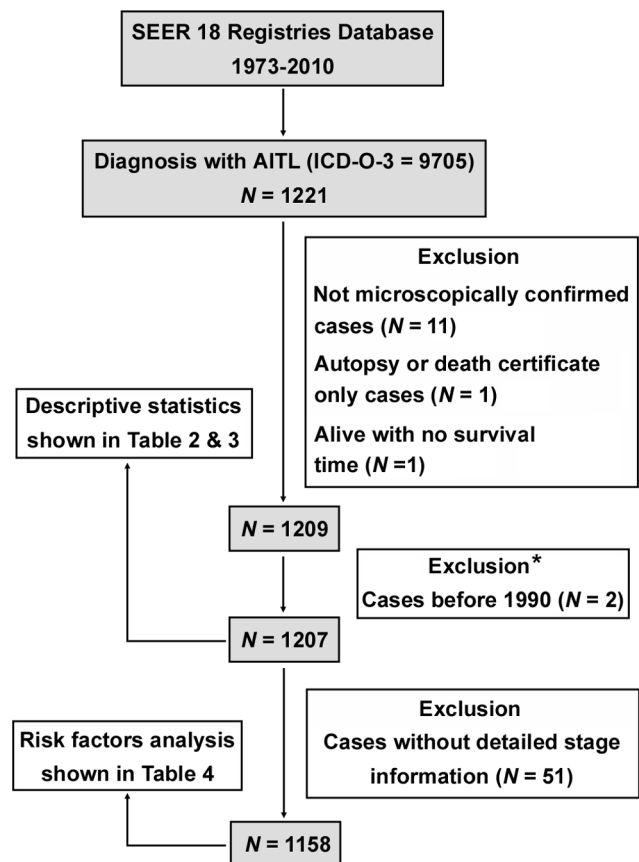 SEER 18 Registries Database
1973-2010
Diagnosis with AITL (ICD-O-3 = 9705)
N = 1221
Exclusion
Not microscopically confirmed
cases (N = 11)
Autopsy or death certificate
only cases (N = 1)
Alive with no survival
time (N =1)
Descriptive statistics
shown in Table 2 & 3
N = 1209
Exclusion*
Cases before 1990 (N = 2)
N = 1207
Exclusion
Cases without detailed stage
information (N = 51)
Risk factors analysis
shown in Table 4
N = 1158